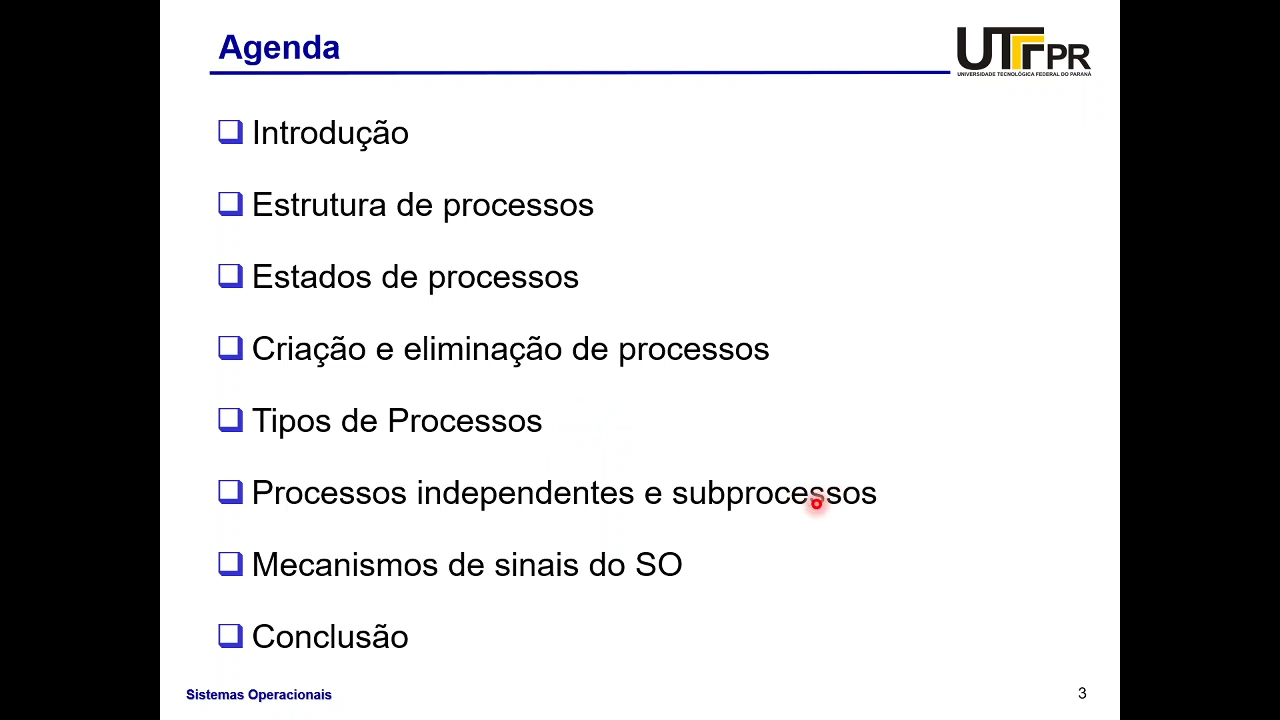 Agenda
UTFPR
UNIVERSIDADE TECNOLÓGICA FEDERAL DO PARANÁ
Introdução
Estrutura de processos
Estados de processos
Criação e eliminação de processos
Tipos de Processos
Processos independentes e subprocessos
Mecanismos de sinais do SO
Conclusão
Sistemas Operacionais
3